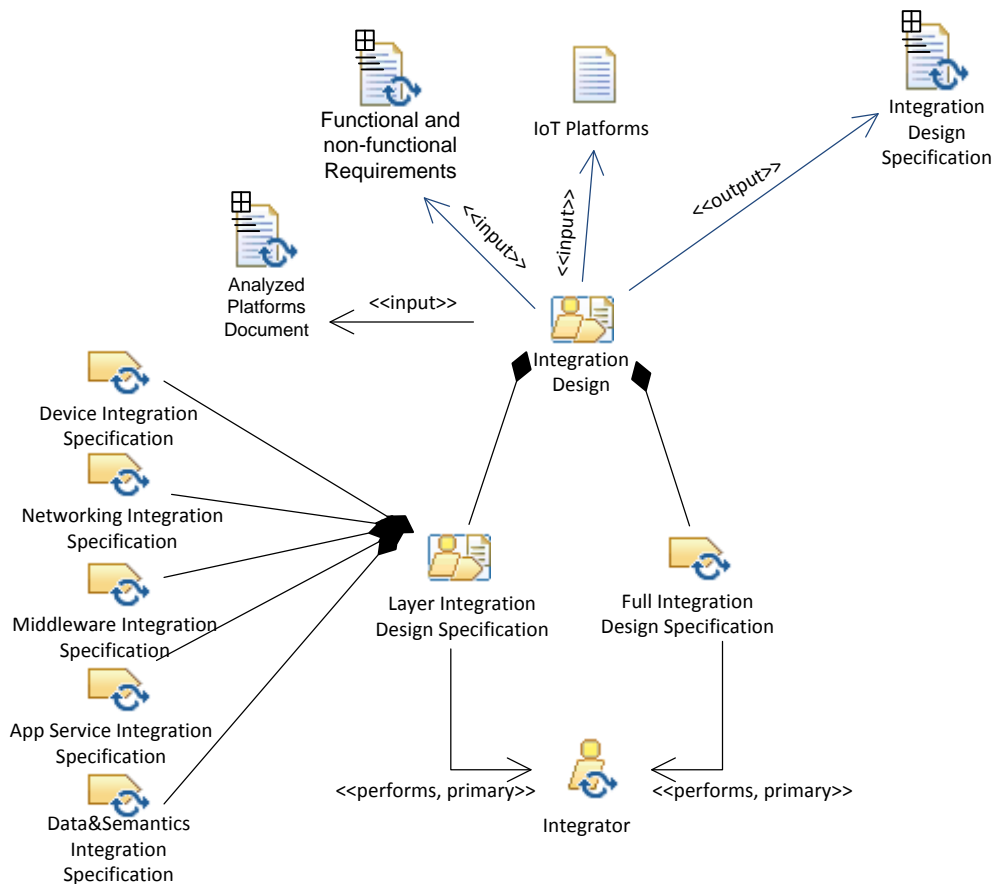 Functional and
non-functional
Requirements
IoT Platforms
Integration
Design
Specification
<<input>>
<<input>>
<<output>>
Analyzed
Platforms
Document
<<input>>
Integration
Design
Device Integration
Specification
Networking Integration
Specification
Middleware Integration
Specification
App Service Integration
Specification
Data&Semantics
Integration
Specification
Layer Integration
Design Specification
Full Integration
Design Specification
<<performs, primary>>
<<performs, primary>>
Integrator